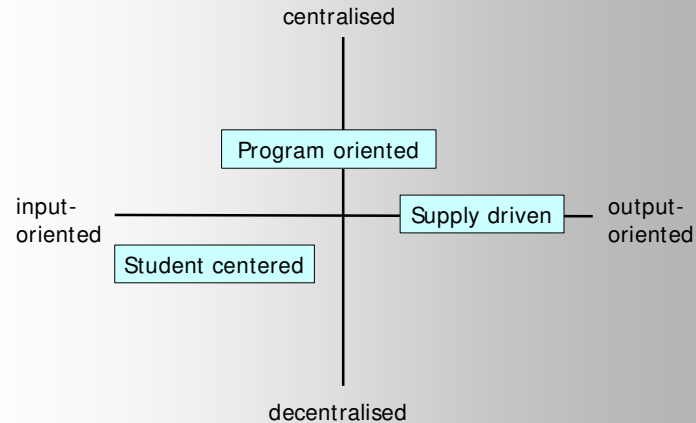 centralised
Program oriented
input-
oriented
Supply driven
output-
oriented
Student centered
decentralised